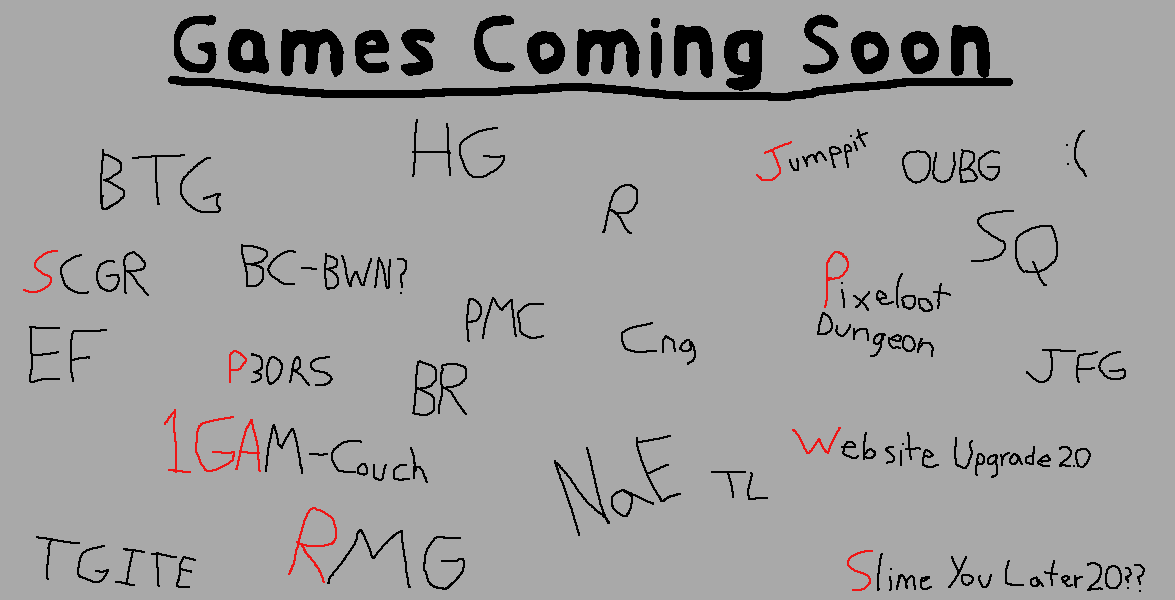 Games Coming Soon
BTG
HG
Jumppit
OUBG
:(
R
SQ
SCGR
BC-BWN?
Pixeloot
Dungeon
PMC
Cng
EF
P30RS
BR
JFG
1GAM-Couch
Website Upgrade 2.0
NaE
TL
TGITE
RMG
Slime You Later 2.0??